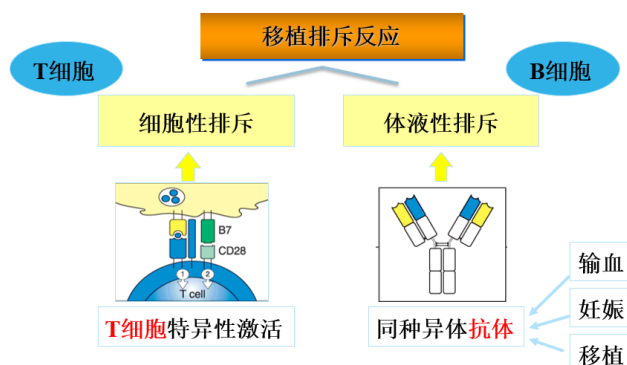 移植排斥反应
T细胞
B细胞
细胞性排斥
体液性排斥
B7
CD28
1
2
T cell
T细胞特异性激活
同种异体抗体
输血
妊娠
移植